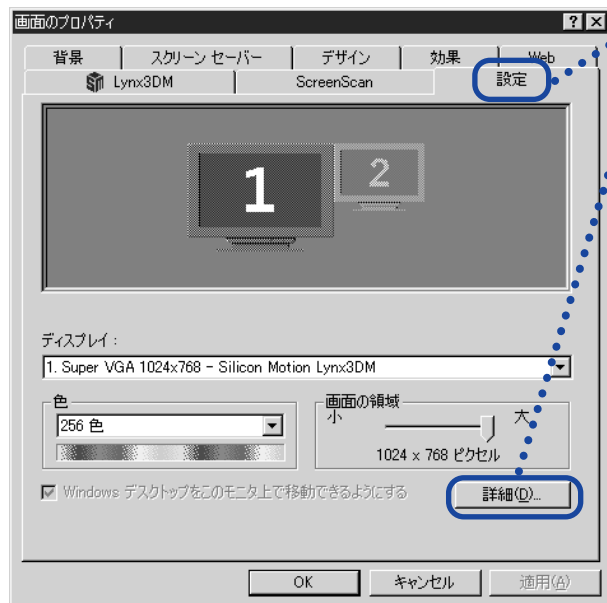 画面のプロパティ
背景 スクリーン セーバー デザイン 効果 Web
Lynx3DM ScreenScan 設定
1
2
ディスプレイ :
1. Super VGA 1024x768 - Silicon Motion Lynx3DM
色
256 色
画面の領域
小 大
1024 x 768 ピクセル
Windows デスクトップをこのモニタ上で移動できるようにする
詳細(D)...
OK キャンセル 適用(A)